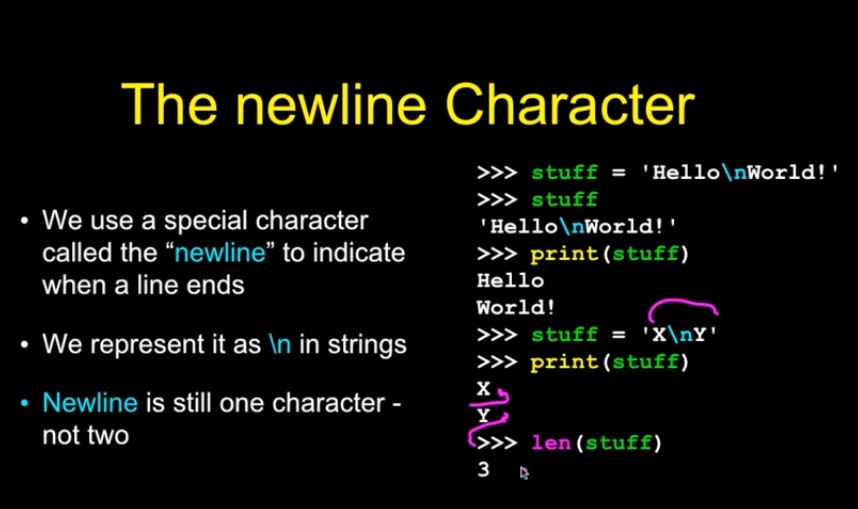 The newline Character
• We use a special character
called the “newline” to indicate
when a line ends
• We represent it as \n in strings
• Newline is still one character -
not two
>>> stuff = 'Hello\nWorld!'
>>> stuff
'Hello\nWorld!'
>>> print(stuff)
Hello
World!
>>> stuff = 'X\nY'
>>> print(stuff)
X
Y
>>> len(stuff)
3